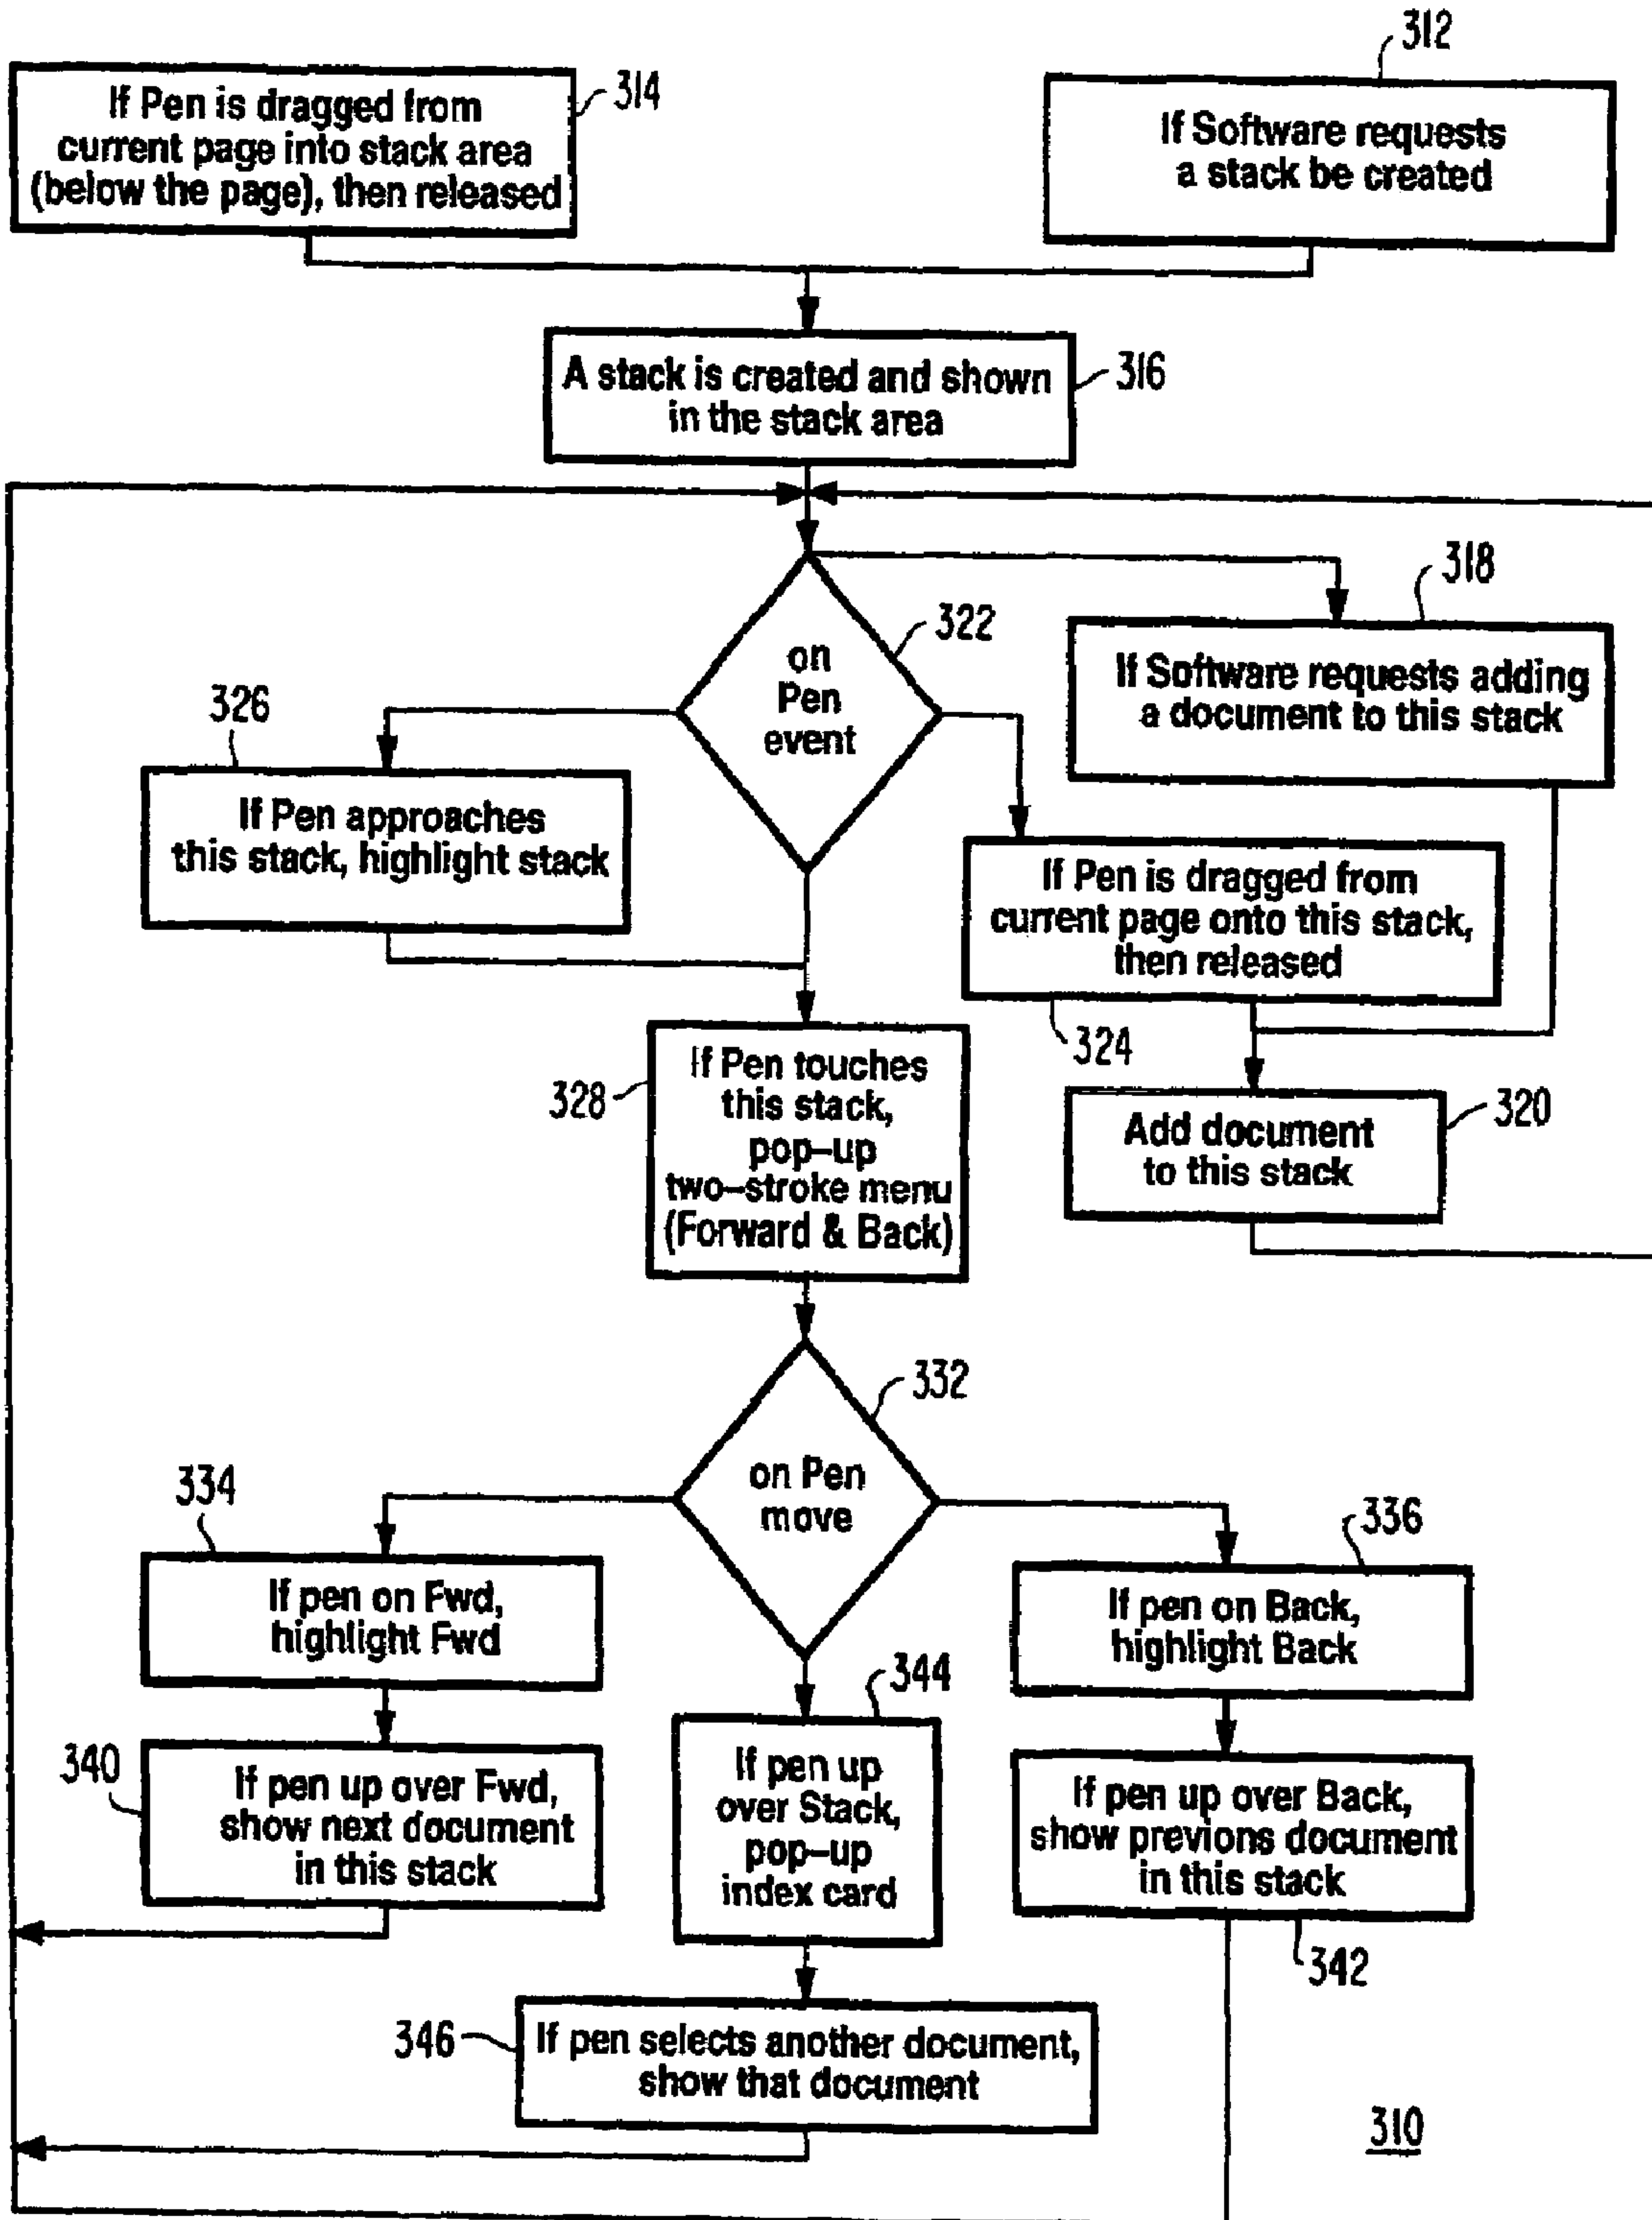 312
314
If Pen is dragged from
current page into stack area
(below the page), then released
If Software requests
a stack be created
A stack is created and shown
in the stack area
316
318
322
on
Pen
event
If Software requests adding
a document to this stack
326
If Pen approaches
this stack, highlight stack
If Pen is dragged from
current page onto this stack,
then released
324
328
If Pen touches
this stack,
pop-up
two-stroke menu
(Forward & Back)
320
Add document
to this stack
332
on Pen
move
334
336
If pen on Fwd,
highlight Fwd
If pen on Back,
highlight Back
344
340
If pen up over Fwd,
show next document
in this stack
If pen up
over Stack,
pop-up
index card
If pen up over Back,
show previons document
in this stack
342
346
If pen selects another document,
show that document
310